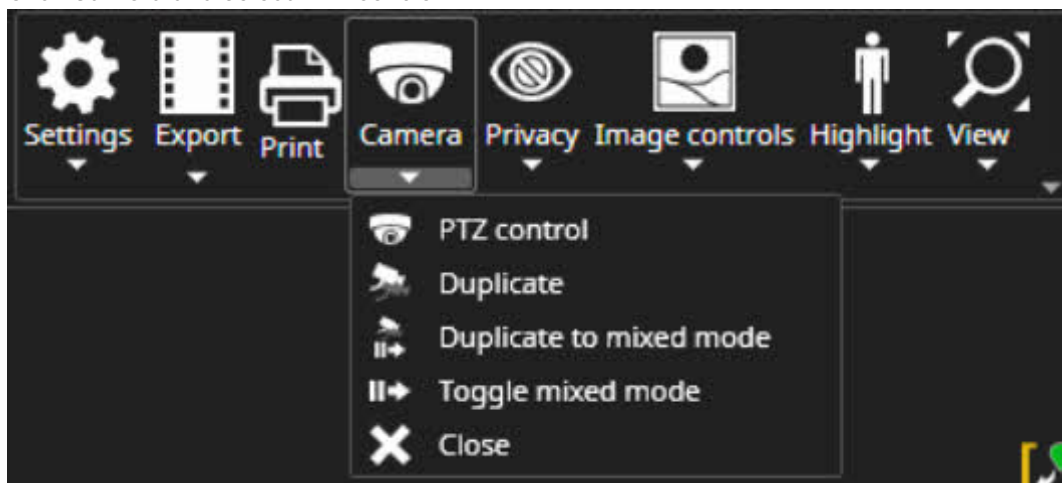 Settings Export Print Camera Privacy Image controls Highlight View
PTZ control
Duplicate
Duplicate to mixed mode
Toggle mixed mode
Close